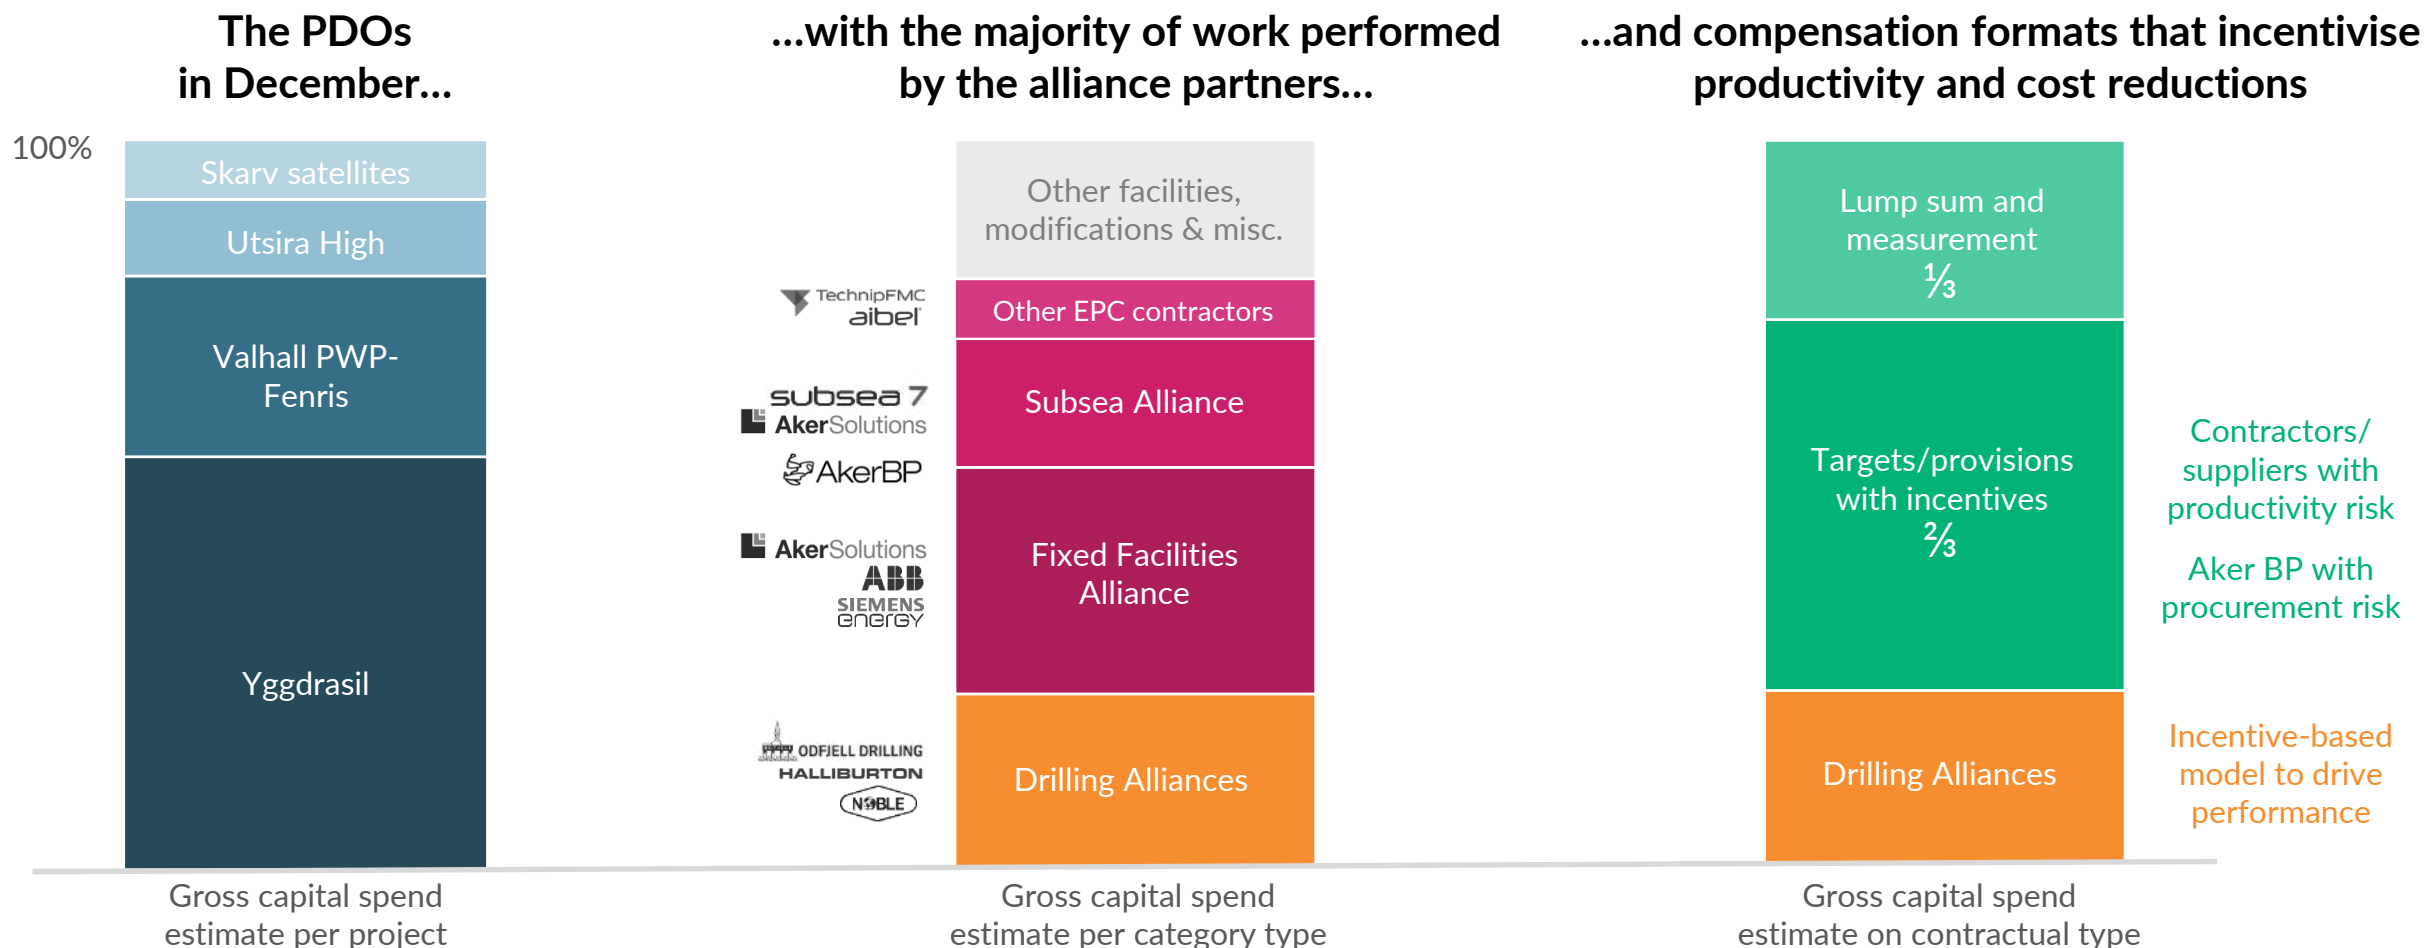 The PDOs
in December...
...with the majority of work performed
by the alliance partners...
...and compensation formats that incentivise
productivity and cost reductions
100%
Skarv satellites
Utsira High
Valhall PWP-
Fenris
Yggdrasil
Gross capital spend
estimate per project
TechnipFMC
aibel
subsea 7
AkerSolutions
AkerBP
AkerSolutions
ABB
SIEMENS
energy
ODFJELL DRILLING
HALLIBURTON
NOBLE
Other facilities,
modifications & misc.
Other EPC contractors
Subsea Alliance
Fixed Facilities
Alliance
Drilling Alliances
Gross capital spend
estimate per category type
Lump sum and
measurement
⅓
Targets/provisions
with incentives
⅔
Drilling Alliances
Contractors/
suppliers with
productivity risk
Aker BP with
procurement risk
Incentive-based
model to drive
performance
Gross capital spend
estimate on contractual type